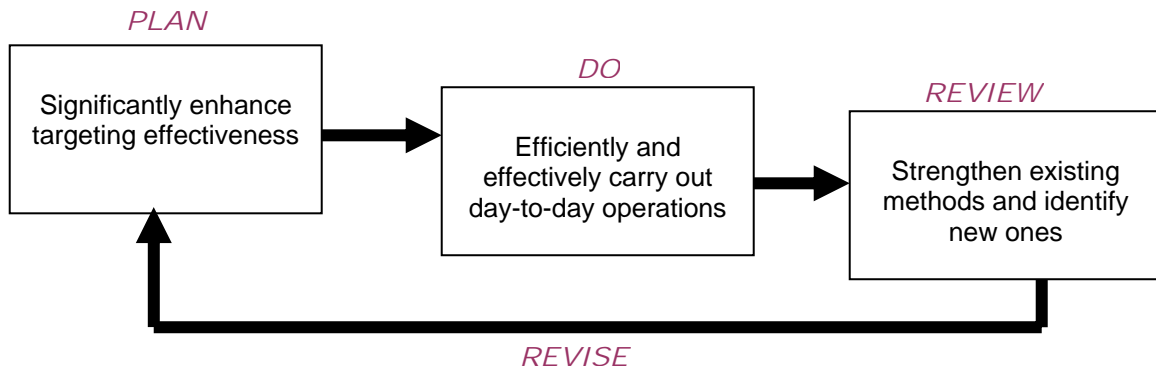 PLAN
Significantly enhance
targeting effectiveness
DO
Efficiently and
effectively carry out
day-to-day operations
REVIEW
Strengthen existing
methods and identify
new ones
REVISE